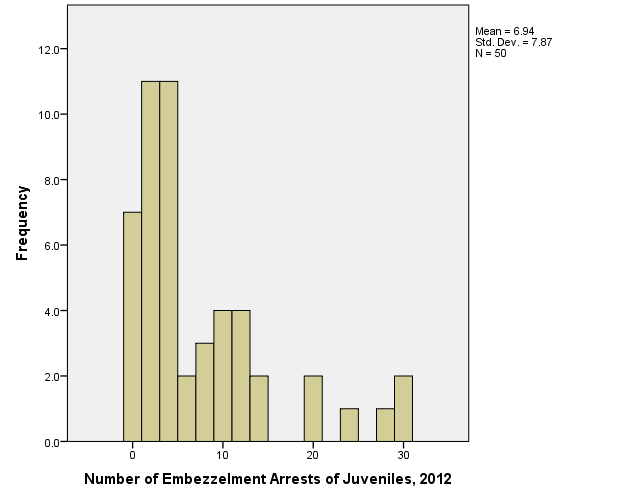 Mean = 6.94
Std. Dev. = 7.87
N = 50
12.0
10.0
8.0
6.0
4.0
2.0
0.0
Frequency
0 10 20 30
Number of Embezzelment Arrests of Juveniles, 2012